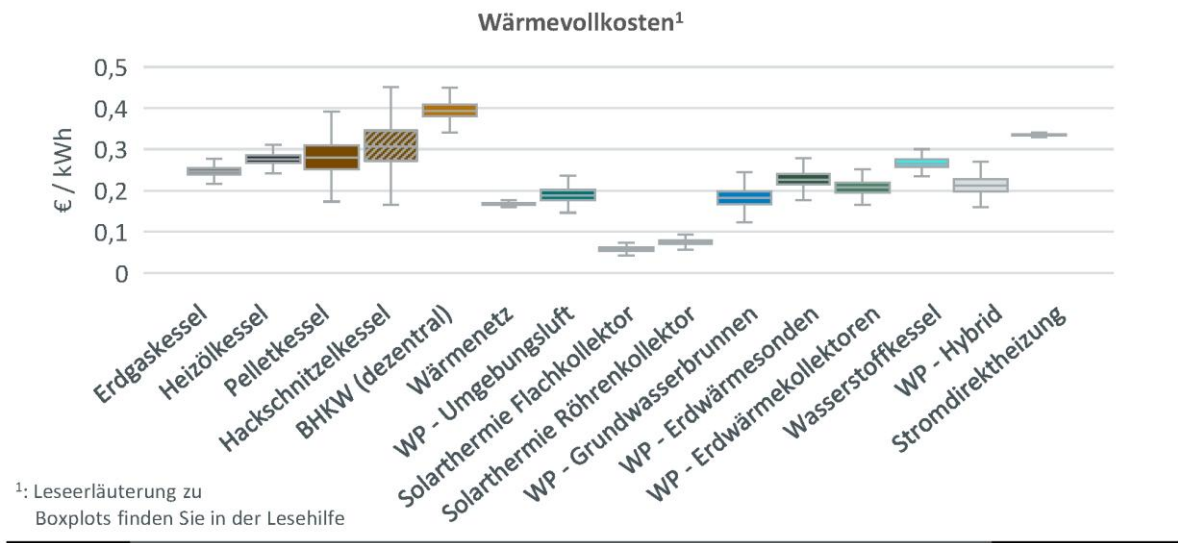 Wärmevollkosten¹
€ / kWh
0,5
0,4
0,3
0,2
0,1
0
Erdgaskessel
Heizölkessel
Pelletkessel
Hackschnitzelkessel
BHKW (dezentral)
Wärmenetz
WP - Umgebungsluft
Solarthermie Flachkollektor
Solarthermie Röhrenkollektor
WP - Grundwasserbrunnen
WP - Erdwärmesonden
WP - Erdwärmekollektoren
Wasserstoffkessel
WP - Hybrid
Stromdirektheizung
¹: Leseerläuterung zu
Boxplots finden Sie in der Lesehilfe